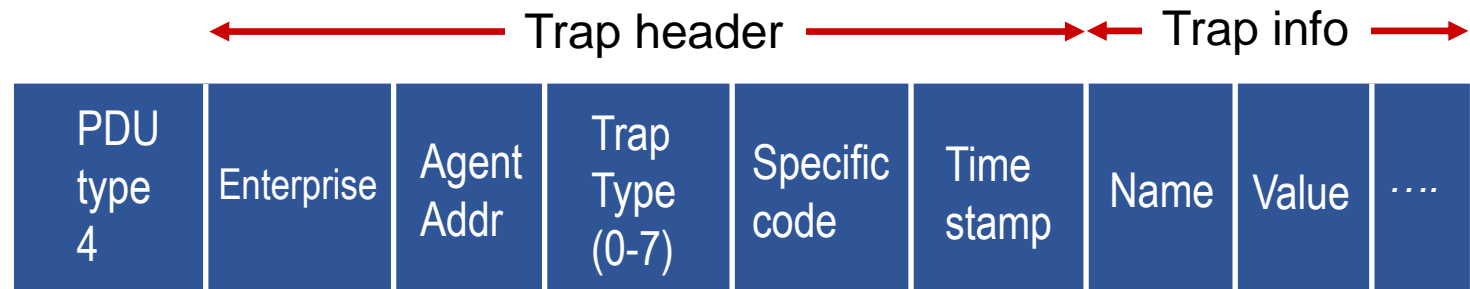 Trap header
Trap info
PDU
type
4
Enterprise
Agent
Addr
Trap
Type
(0-7)
Specific
code
Time
stamp
Name
Value
....